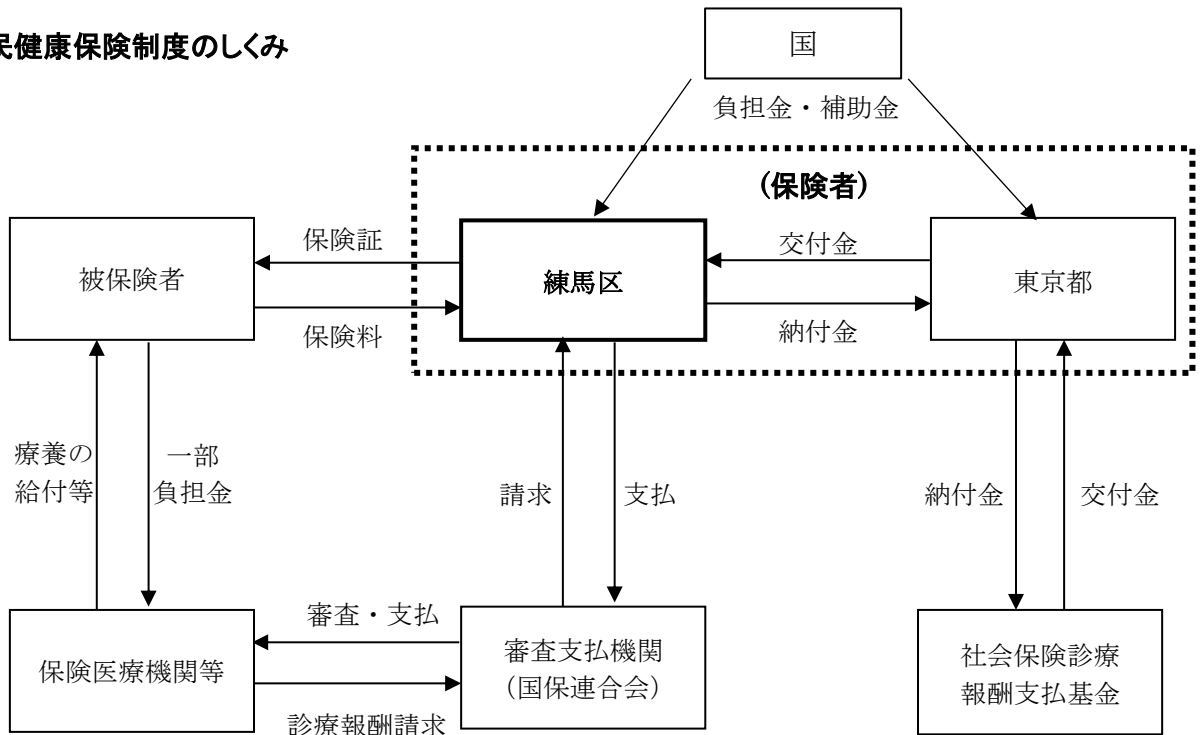 民健康保険制度のしくみ
国
負担金・補助金
(保険者)
被保険者
保険証
保険料
練馬区
交付金
納付金
東京都
療養の
給付等
一部
負担金
請求
支払
納付金
交付金
保険医療機関等
審査・支払
診療報酬請求
審査支払機関
(国保連合会)
社会保険診療
報酬支払基金